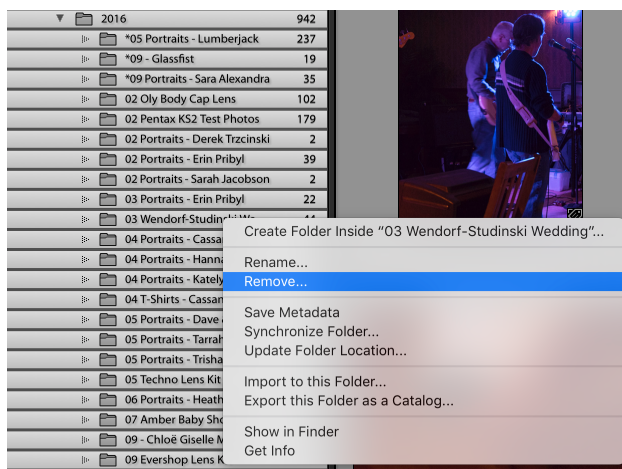 2016 942
*05 Portraits - Lumberjack 237
*09 - Glassfist 19
*09 Portraits - Sara Alexandra 35
02 Oly Body Cap Lens 102
02 Pentax KS2 Test Photos 179
02 Portraits - Derek Trzcinski 2
02 Portraits - Erin Pribyl 39
02 Portraits - Sarah Jacobson 2
03 Portraits - Erin Pribyl 22
03 Wendorf-Studinski We... 44
04 Portraits - Cassa
04 Portraits - Hanna
04 Portraits - Kately
04 T-Shirts - Cassan
05 Portraits - Dave
05 Portraits - Tarrah
05 Portraits - Trisha
05 Techno Lens Kit
06 Portraits - Heath
07 Amber Baby Sho
09 - Chloë Giselle M
09 Evershop Lens K
Create Folder Inside “03 Wendorf-Studinski Wedding”...
Rename...
Remove...
Save Metadata
Synchronize Folder...
Update Folder Location...
Import to this Folder...
Export this Folder as a Catalog...
Show in Finder
Get Info